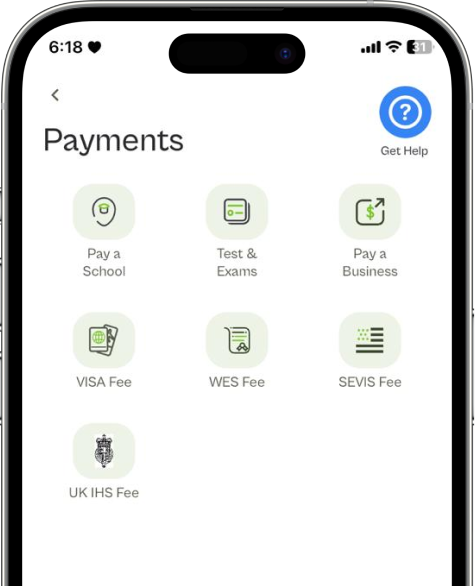 6:18
31
Payments
?
Get Help
Pay a
School
Test &
Exams
$
Pay a
Business
VISA Fee
WES Fee
SEVIS Fee
UK IHS Fee